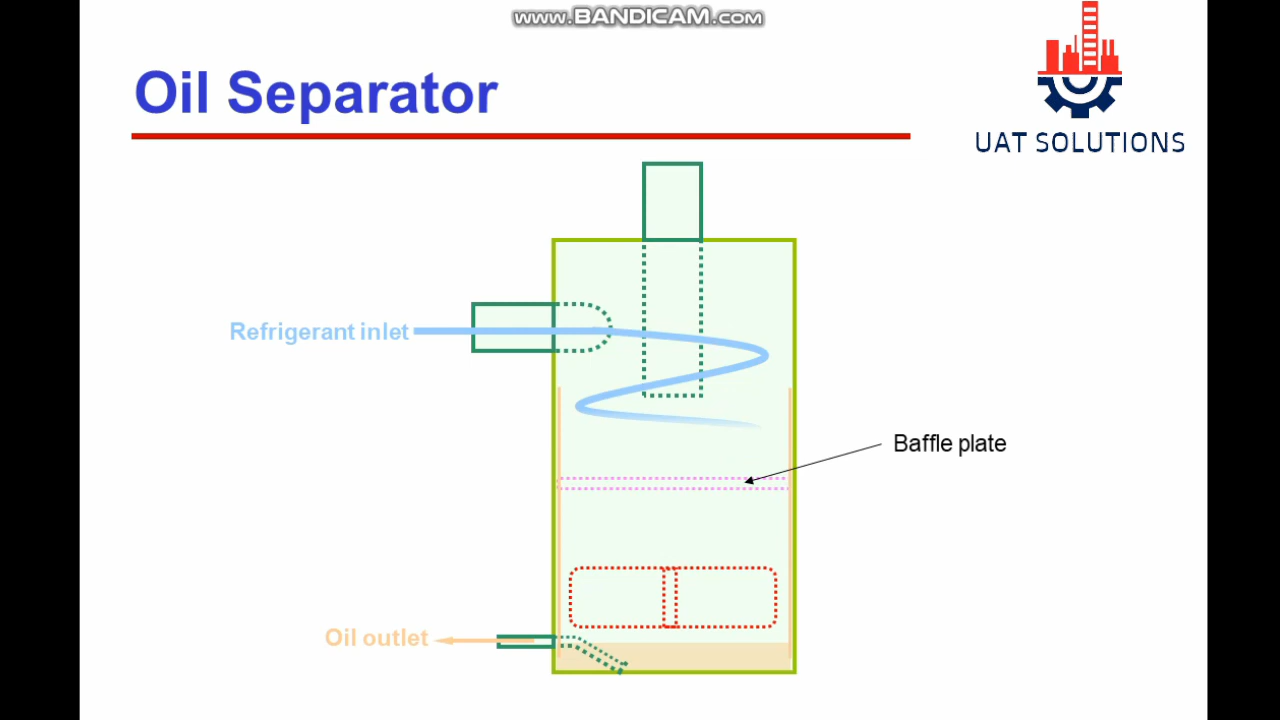 www.BANDICAM.com
Oil Separator
UAT SOLUTIONS
Refrigerant inlet
Baffle plate
Oil outlet